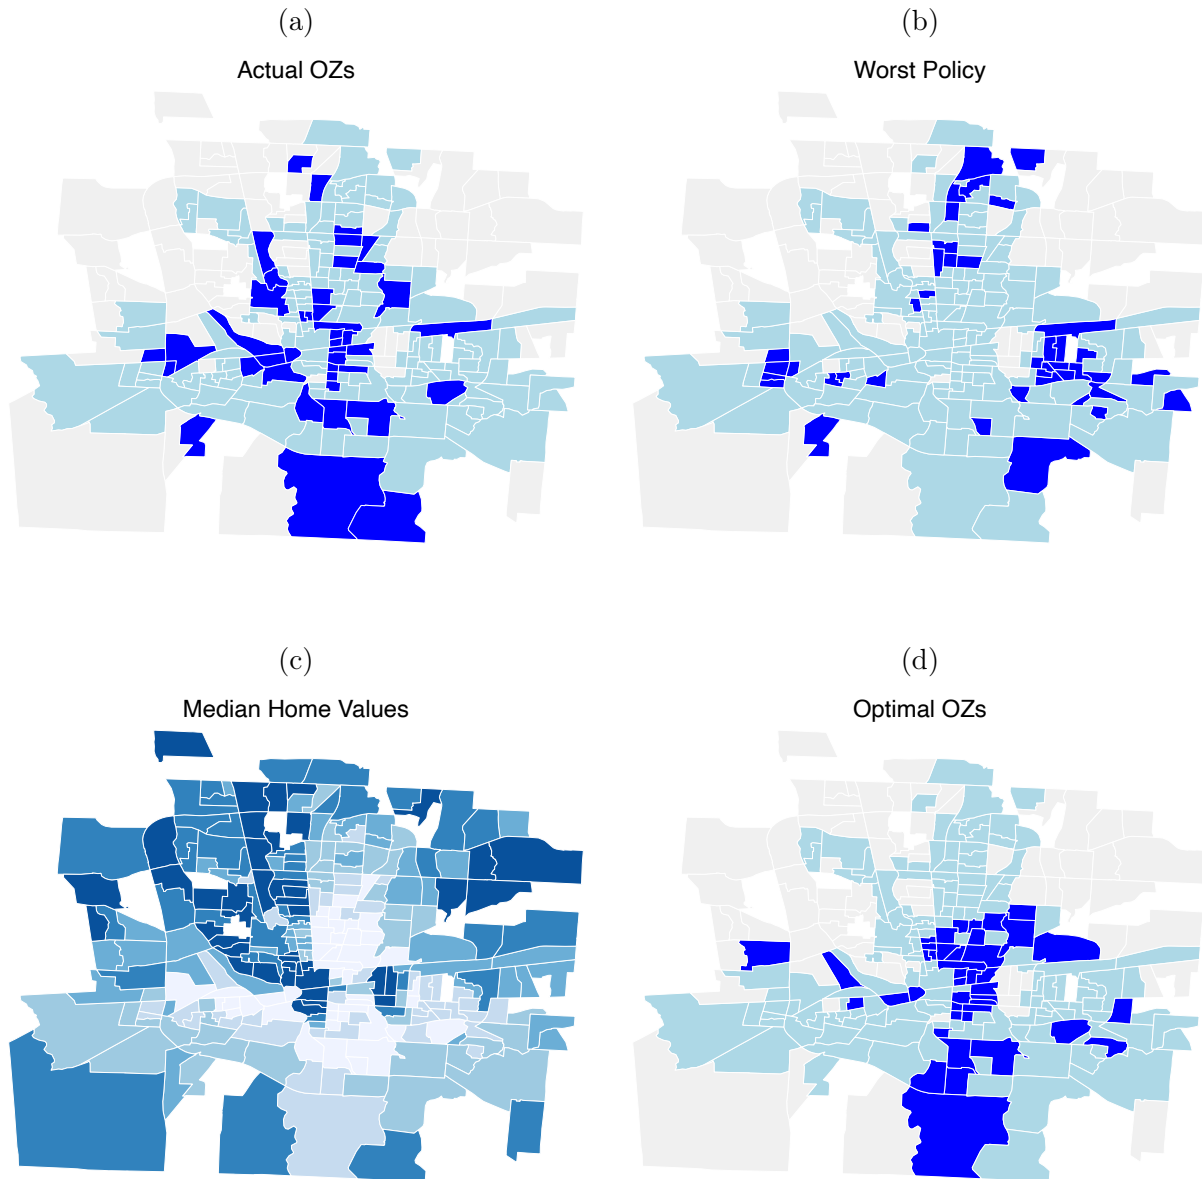 (a)
Actual OZs
(b)
Worst Policy
(c)
Median Home Values
(d)
Optimal OZs